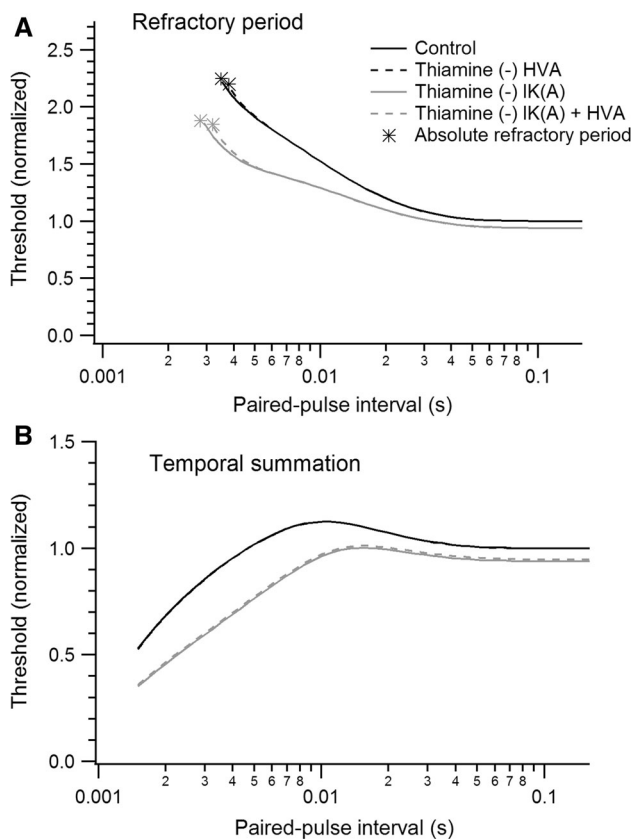 A
Refractory period
Control
Thiamine (-) HVA
Thiamine (-) IK(A)
Thiamine (-) IK(A) + HVA
Absolute refractory period
Threshold (normalized)
2.5
2.0
1.5
1.0
0.5
0.0
2 3 4 5 6 7 8 2 3 4 5 6 7 8
0.001 0.01 0.1
Paired-pulse interval (s)
B
Temporal summation
Threshold (normalized)
1.5
1.0
0.5
0.0
2 3 4 5 6 7 8 2 3 4 5 6 7 8
0.001 0.01 0.1
Paired-pulse interval (s)